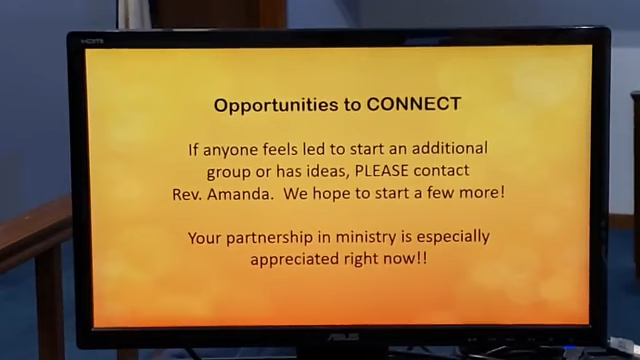 HDMI
Opportunities to CONNECT
If anyone feels led to start an additional
group or has ideas, PLEASE contact
Rev. Amanda. We hope to start a few more!
Your partnership in ministry is especially
appreciated right now!!
ASUS